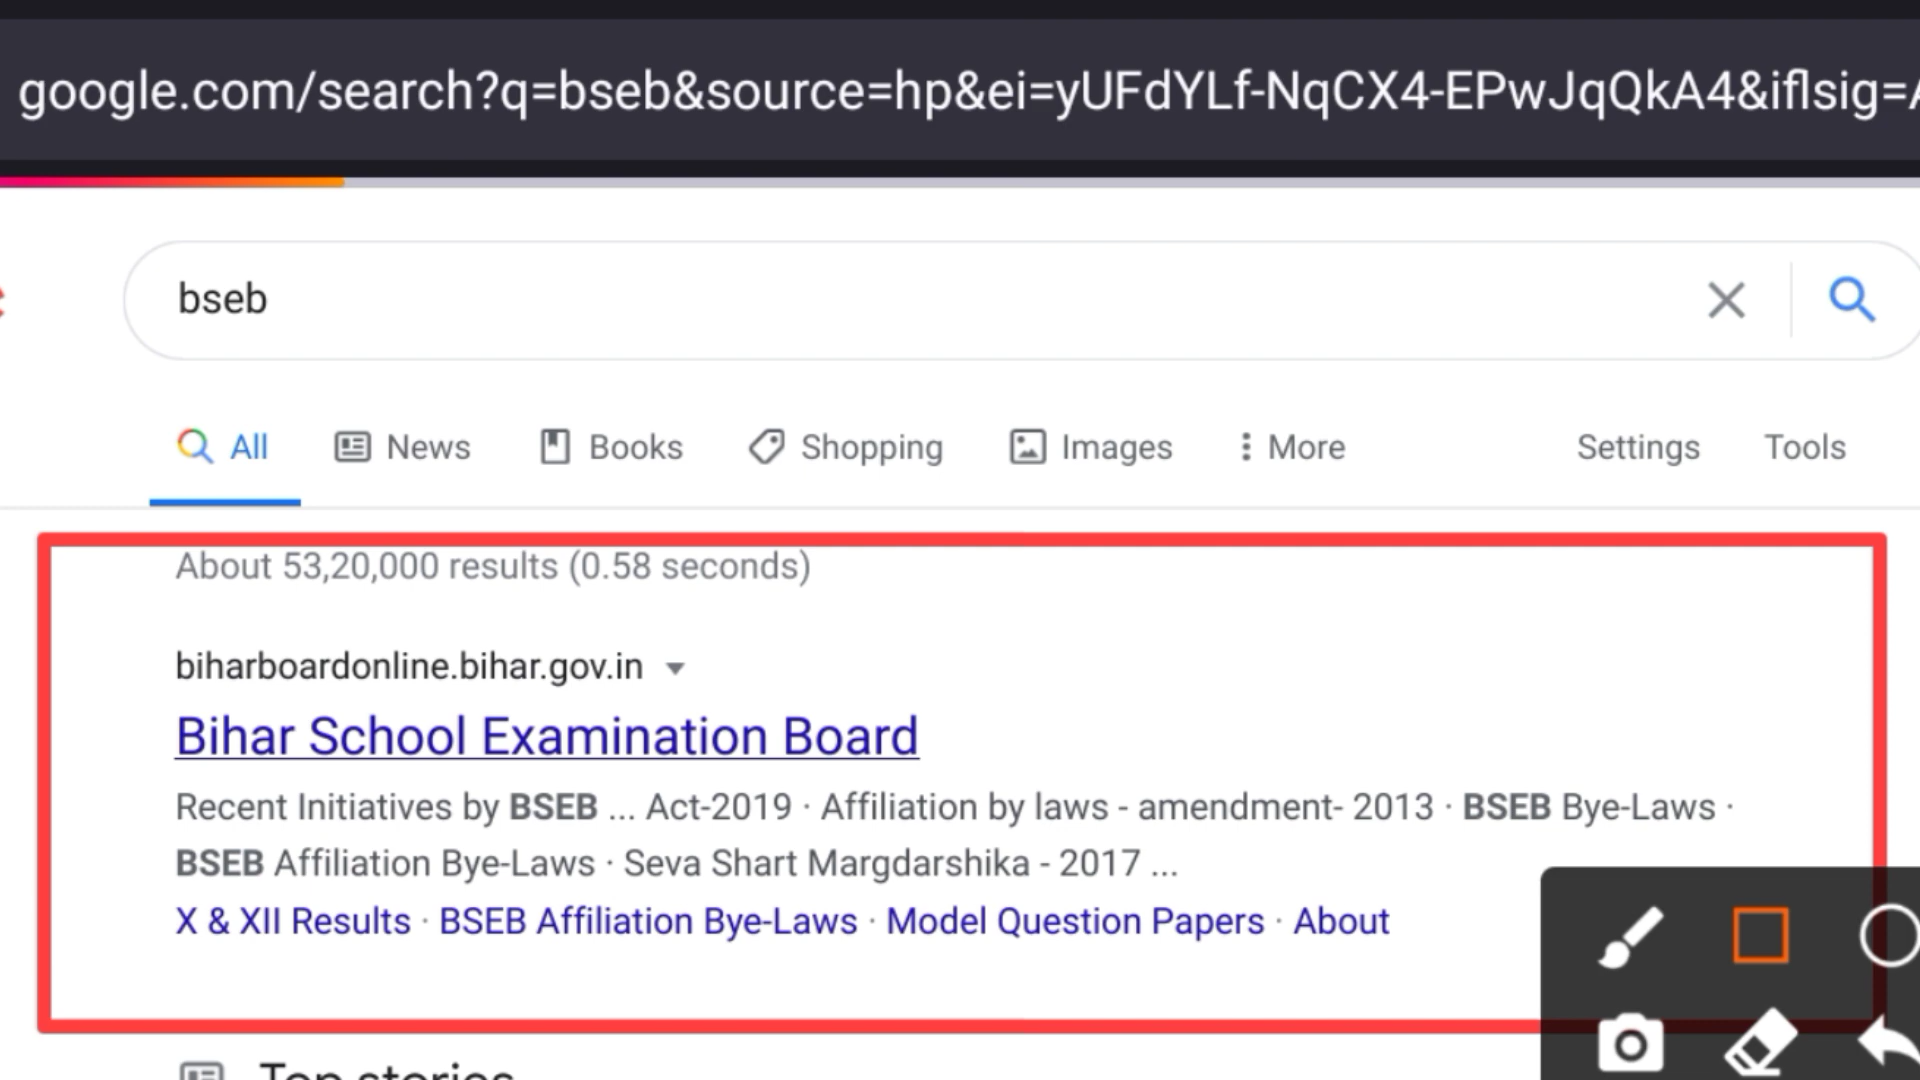 google.com/search?q=bseb&source=hp&ei=yUFdYLf-NqCX4-EPwJqQkA4&iflsig=A
bseb
All News Books Shopping Images More Settings Tools
About 53,20,000 results (0.58 seconds)
biharboardonline.bihar.gov.in
Bihar School Examination Board
Recent Initiatives by BSEB ... Act-2019 · Affiliation by laws - amendment- 2013 · BSEB Bye-Laws ·
BSEB Affiliation Bye-Laws · Seva Shart Margdarshika - 2017 ...
X & XII Results · BSEB Affiliation Bye-Laws · Model Question Papers · About
Top stories